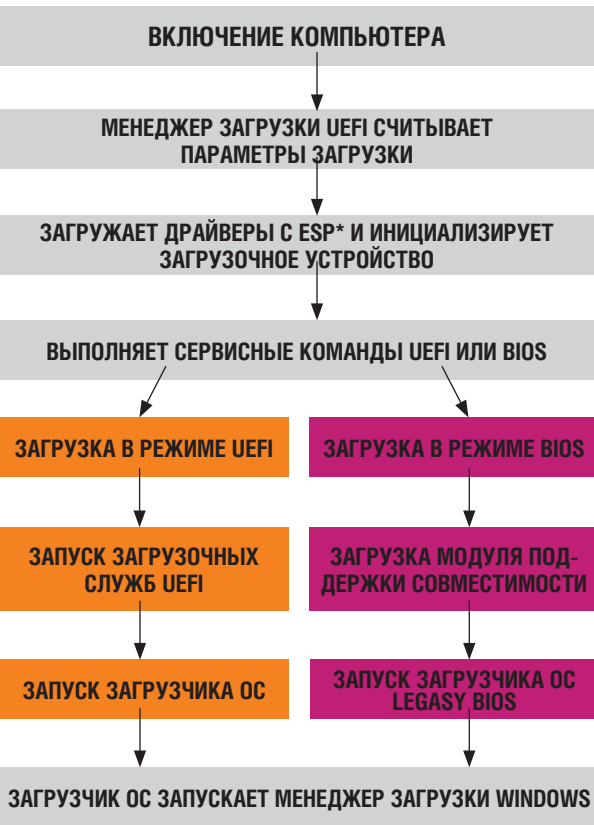 ВКЛЮЧЕНИЕ КОМПЬЮТЕРА
МЕНЕДЖЕР ЗАГРУЗКИ UEFI СЧИТЫВАЕТ
ПАРАМЕТРЫ ЗАГРУЗКИ
ЗАГРУЖАЕТ ДРАЙВЕРЫ С ESP* И ИНИЦИАЛИЗИРУЕТ
ЗАГРУЗОЧНОЕ УСТРОЙСТВО
ВЫПОЛНЯЕТ СЕРВИСНЫЕ КОМАНДЫ UEFI ИЛИ BIOS
ЗАГРУЗКА В РЕЖИМЕ UEFI
ЗАГРУЗКА В РЕЖИМЕ BIOS
ЗАПУСК ЗАГРУЗОЧНЫХ
СЛУЖБ UEFI
ЗАГРУЗКА МОДУЛЯ ПОД-
ДЕРЖКИ СОВМЕСТИМОСТИ
ЗАПУСК ЗАГРУЗЧИКА ОС
ЗАПУСК ЗАГРУЗЧИКА ОС
LEGASY BIOS
ЗАГРУЗЧИК ОС ЗАПУСКАЕТ МЕНЕДЖЕР ЗАГРУЗКИ WINDOWS